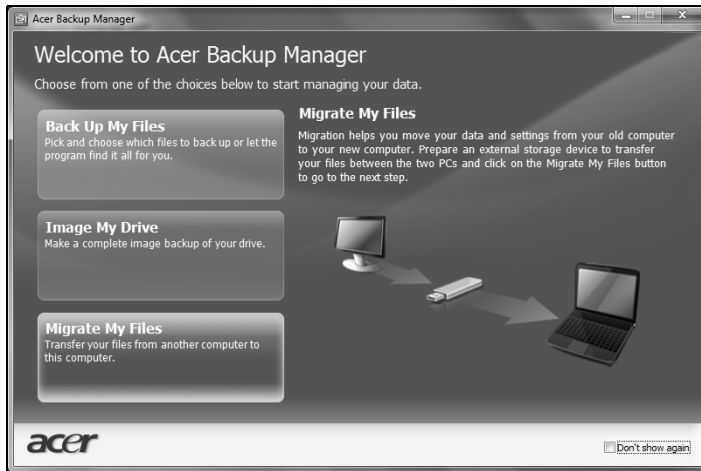 Acer Backup Manager
Welcome to Acer Backup Manager
Choose from one of the choices below to start managing your data.
Back Up My Files
Pick and choose which files to back up or let the
program find it all for you.
Image My Drive
Make a complete image backup of your drive.
Migrate My Files
Transfer your files from another computer to
this computer.
Migrate My Files
Migration helps you move your data and settings from your old computer
to your new computer. Prepare an external storage device to transfer
your files between the two PCs and click on the Migrate My Files button
to go to the next step.
acer
Don't show again